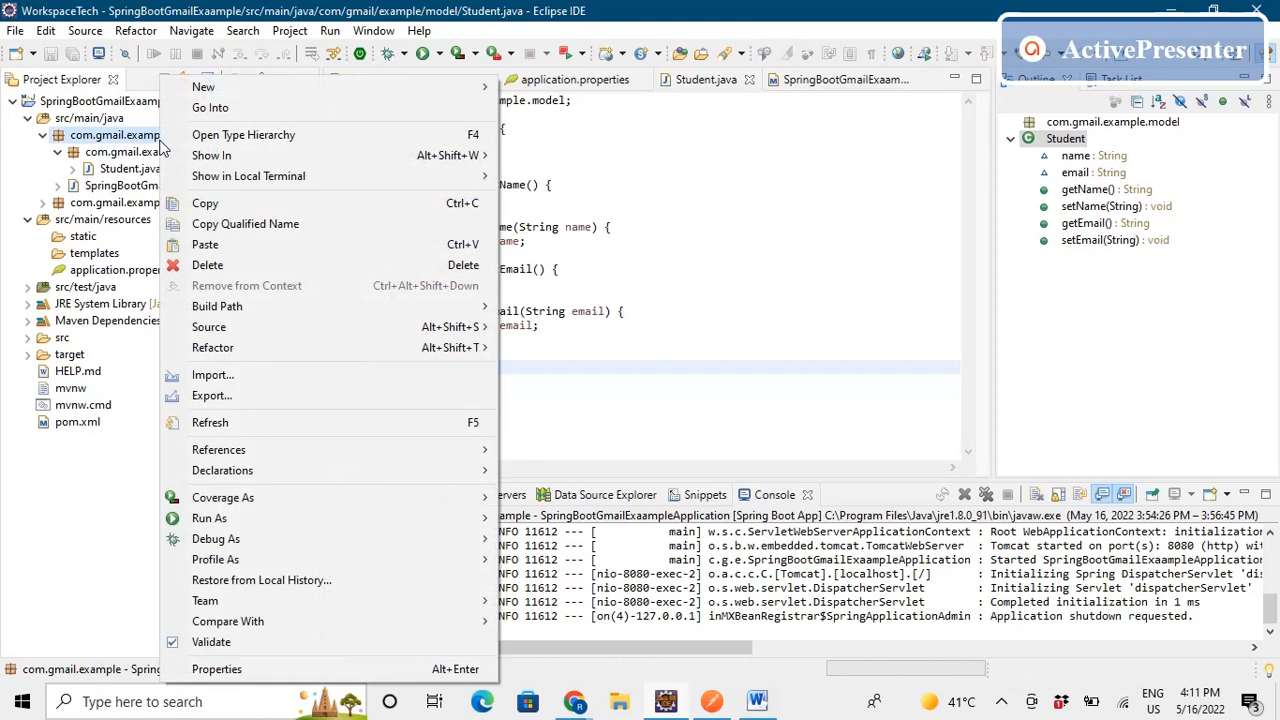 WorkspaceTech - SpringBootGmailExaample/src/main/java/com/gmail/example/model/Student.java - Eclipse IDE
File Edit Source Refactor Navigate Search Project Run Window Help
ActivePresenter
Project Explorer
application.properties
Student.java
SpringBootGmailExaam...
Outline
Task List
SpringBootGmailExaamp
src/main/java
com.gmail.examp
com.gmail.exa
Student.java
SpringBootGm
com.gmail.examp
src/main/resources
static
templates
application.proper
src/test/java
JRE System Library [Ja
Maven Dependencies
src
target
HELP.md
mvnw
mvnw.cmd
pom.xml
New
Go Into
Open Type Hierarchy F4
Show In Alt+Shift+W
Show in Local Terminal
Copy Ctrl+C
Copy Qualified Name
Paste Ctrl+V
Delete Delete
Remove from Context Ctrl+Alt+Shift+Down
Build Path
Source Alt+Shift+S
Refactor Alt+Shift+T
Import...
Export...
Refresh F5
References
Declarations
Coverage As
Run As
Debug As
Profile As
Restore from Local History...
Team
Compare With
Validate
Properties Alt+Enter
mple.model;
{
Name() {
me(String name) {
name;
Email() {
ail(String email) {
email;
com.gmail.example.model
Student
name : String
email : String
getName() : String
setName(String) : void
getEmail() : String
setEmail(String) : void
ervers Data Source Explorer Snippets Console
xample - SpringBootGmailExaampleApplication [Spring Boot App] C:\Program Files\Java\jre1.8.0_91\bin\javaw.exe (May 16, 2022 3:54:26 PM – 3:56:45 PM)
NFO 11612 --- [ main] w.s.c.ServletWebServerApplicationContext : Root WebApplicationContext: initializatio
NFO 11612 --- [ main] o.s.b.w.embedded.tomcat.TomcatWebServer : Tomcat started on port(s): 8080 (http) wit
NFO 11612 --- [ main] c.g.e.SpringBootGmailExaampleApplication : Started SpringBootGmailExaampleApplication
NFO 11612 --- [nio-8080-exec-2] o.a.c.c.C.[Tomcat].[localhost].[/] : Initializing Spring DispatcherServlet 'dis
NFO 11612 --- [nio-8080-exec-2] o.s.web.servlet.DispatcherServlet : Initializing Servlet 'dispatcherServlet'
NFO 11612 --- [nio-8080-exec-2] o.s.web.servlet.DispatcherServlet : Completed initialization in 1 ms
NFO 11612 --- [on(4)-127.0.0.1] inMXBeanRegistrar$SpringApplicationAdmin : Application shutdown requested.
com.gmail.example - Spring
Type here to search
41°C
ENG
US
4:11 PM
5/16/2022
3